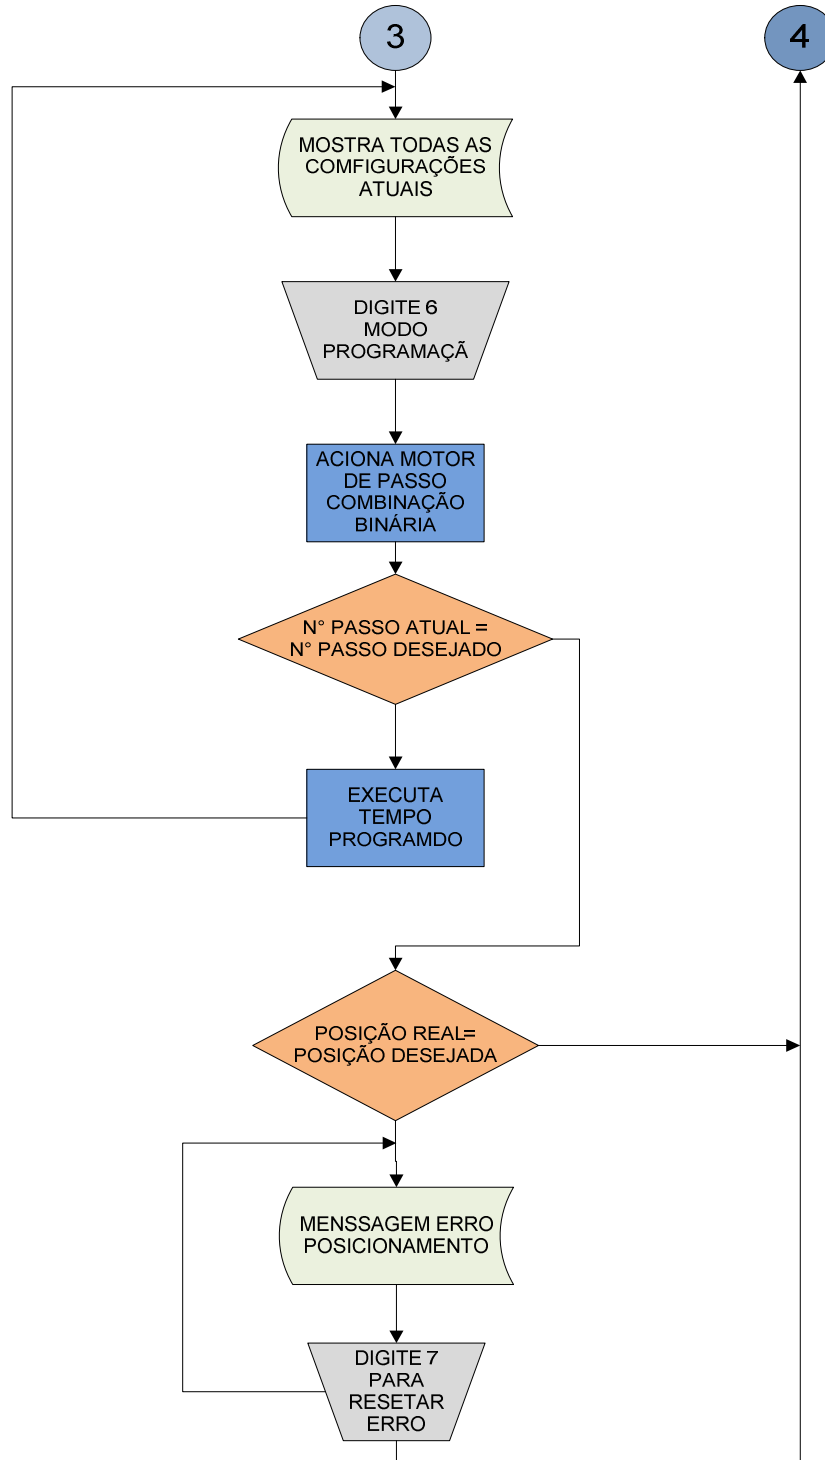 3
4
MOSTRA TODAS AS
COMFIGURAÇÕES
ATUAIS
DIGITE 6
MODO
PROGRAMAÇÃ
ACIONA MOTOR
DE PASSO
COMBINAÇÃO
BINÁRIA
N° PASSO ATUAL =
N° PASSO DESEJADO
EXECUTA
TEMPO
PROGRAMDO
POSIÇÃO REAL=
POSIÇÃO DESEJADA
MENSSAGEM ERRO
POSICIONAMENTO
DIGITE 7
PARA
RESETAR
ERRO